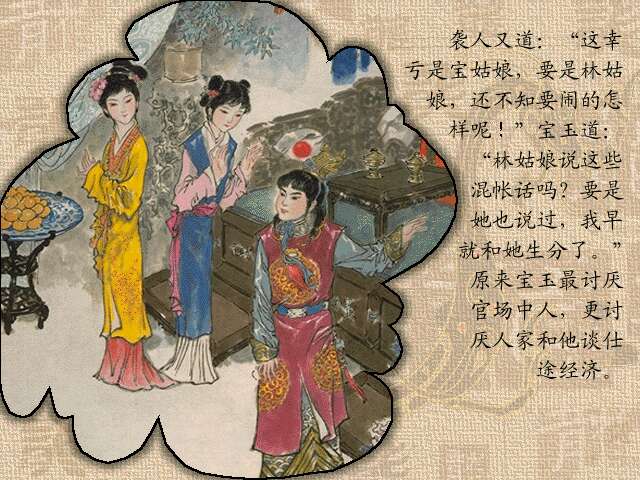 袭人又道：“这幸
亏是宝姑娘，要是林姑
娘，还不知要闹的怎
样呢！”宝玉道：
“林姑娘说这些
混帐话吗？要是
她也说过，我早
就和她生分了。”
原来宝玉最讨厌
官场中人，更讨
厌人家和他谈仕
途经济。